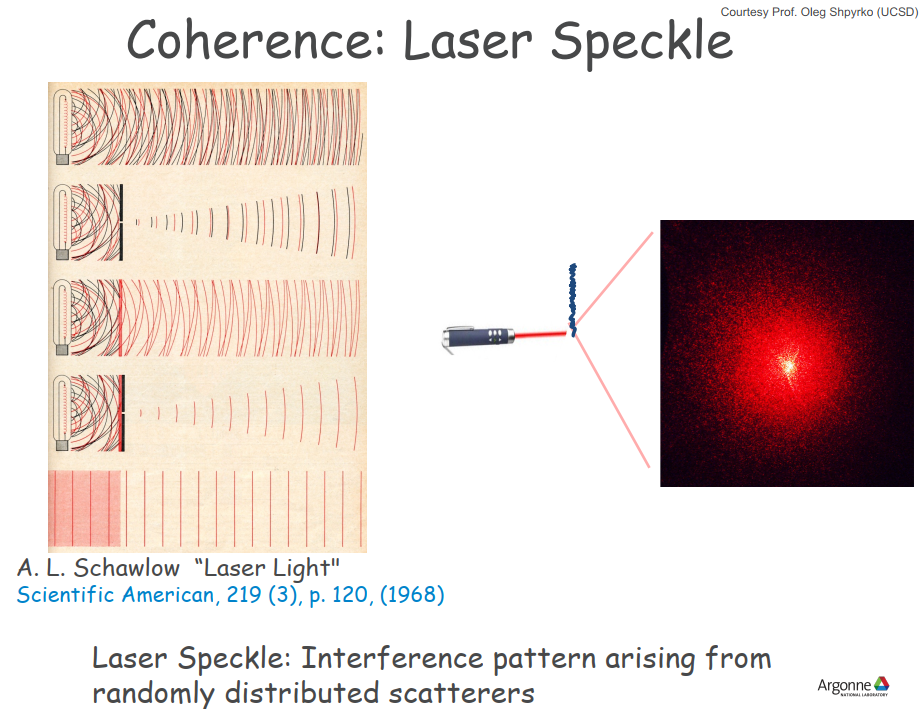 Courtesy Prof. Oleg Shpyrko (UCSD)
Coherence: Laser Speckle
A. L. Schawlow “Laser Light"
Scientific American, 219 (3), p. 120, (1968)
Laser Speckle: Interference pattern arising from
randomly distributed scatterers
Argonne
NATIONAL LABORATORY